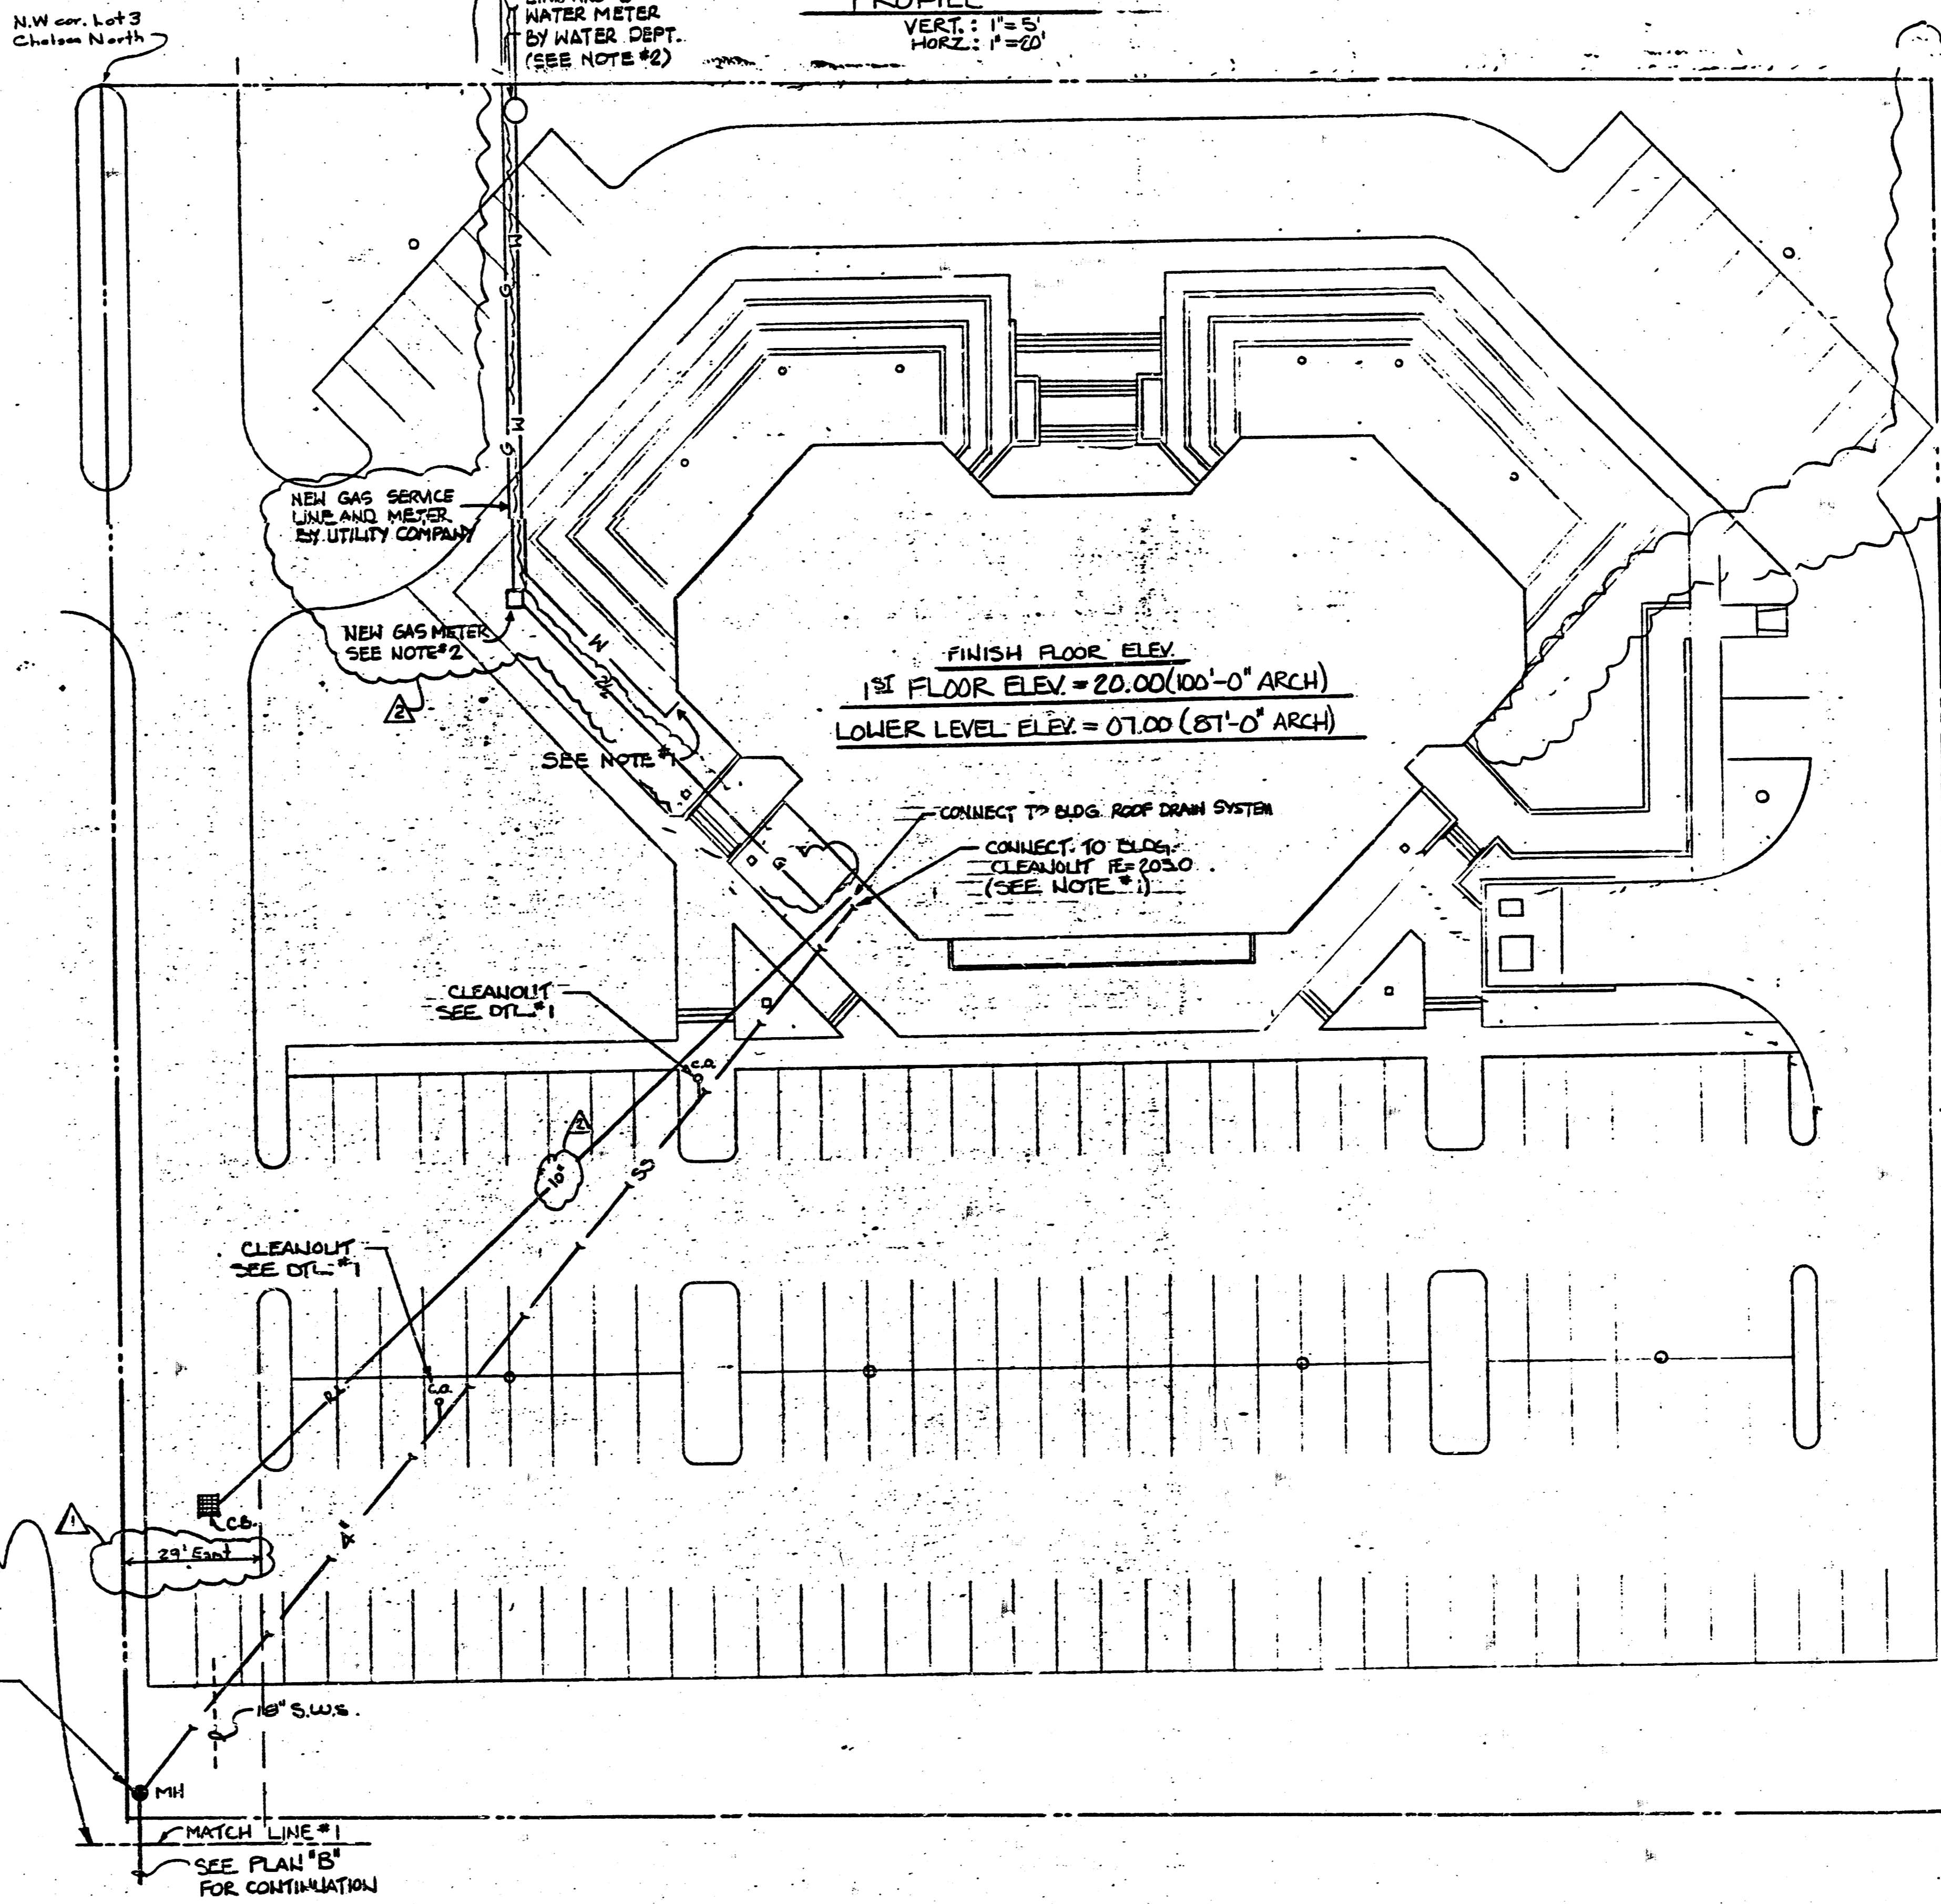 N.W cor. Lot 3
Chelsea North
WATER METER
BY WATER DEPT.
(SEE NOTE #2)
PROFILE
VERT.: 1"=5'
HORZ.: 1"=20'
M
G
M
G
NEW GAS SERVICE
LINE AND METER
BY UTILITY COMPANY
NEW GAS METER
SEE NOTE #2
2
M
SEE NOTE #1
FINISH FLOOR ELEV.
1ST FLOOR ELEV. = 20.00 (100'-0" ARCH)
LOWER LEVEL ELEV. = 07.00 (87'-0" ARCH)
CONNECT TO BLDG. ROOF DRAIN SYSTEM
CONNECT TO BLDG.
CLEANOUT
(SEE NOTE #1)
G
CLEANOUT
SEE DTL. #1
C.O.
2
10"
SS
CLEANOUT
SEE DTL. #1
C.O.
C.B.
1
29' East
4"
18" S.W.S.
MH
MATCH LINE #1
SEE PLAN "B"
FOR CONTINUATION